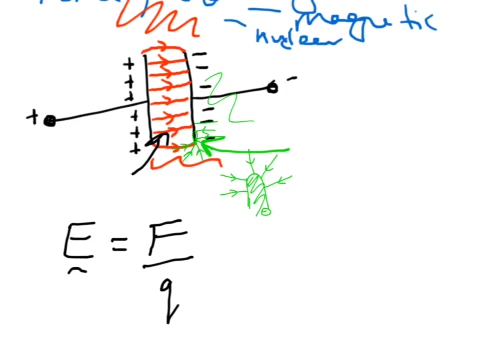 — magnetic
– nuclear
+ –
+ –
+ –
+ –
+ –
+ –
+ –
E = F
q